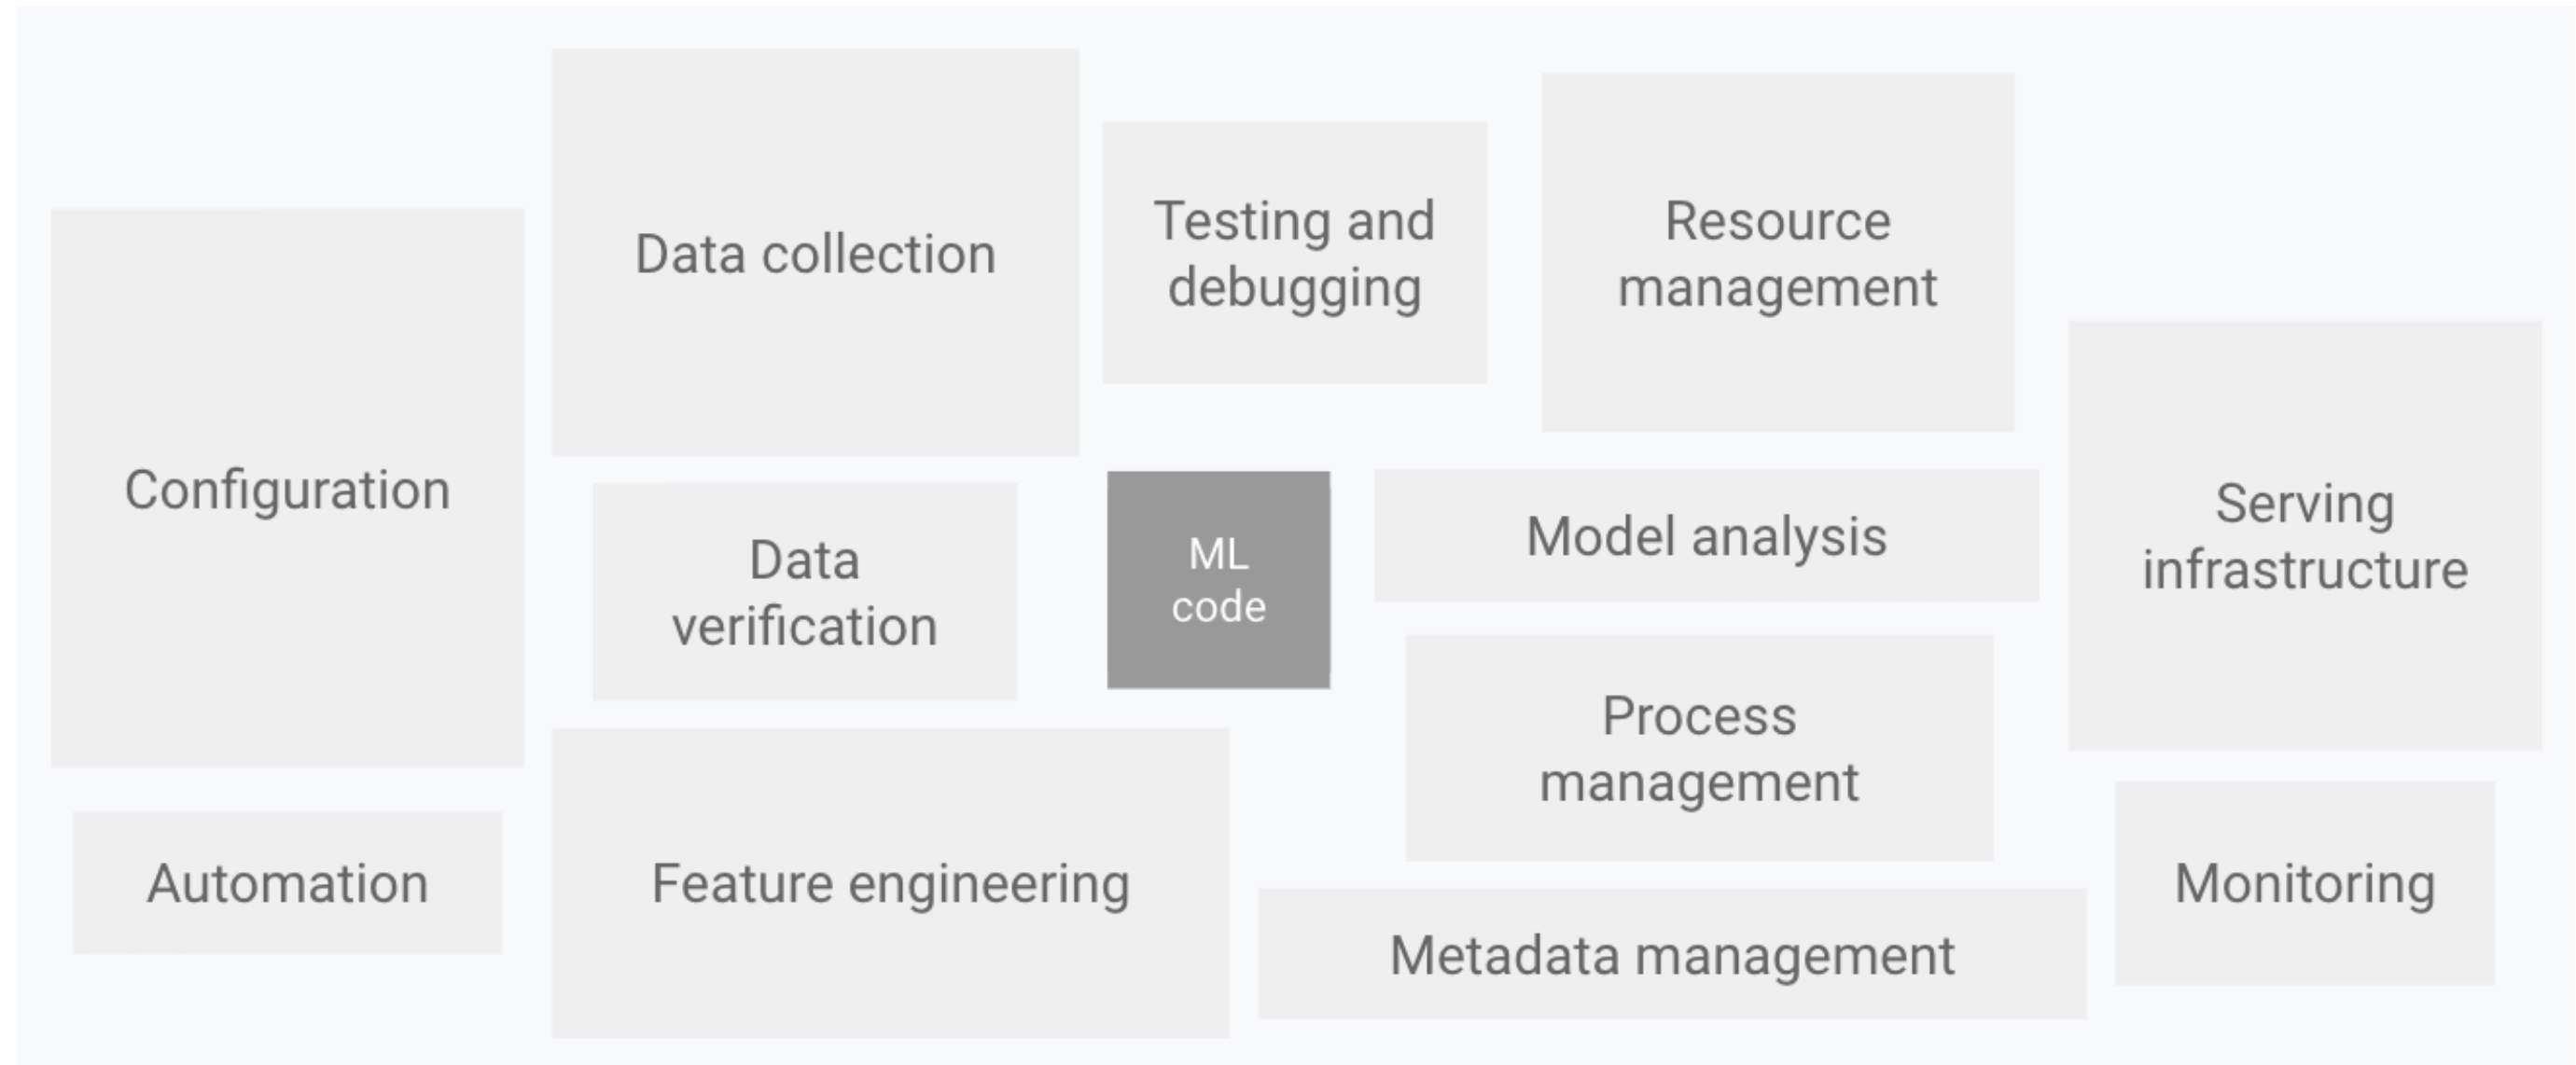 Configuration
Automation
Data collection
Data
verification
Feature engineering
Testing and
debugging
ML
code
Resource
management
Model analysis
Process
management
Metadata management
Serving
infrastructure
Monitoring